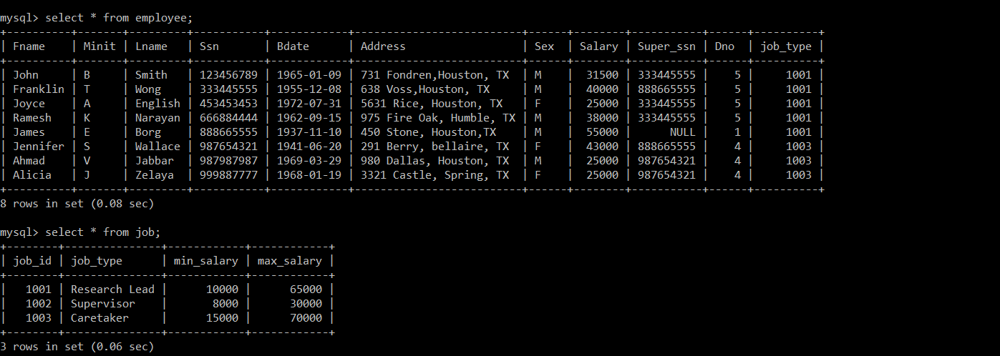 mysql> select * from employee;
+----------+-------+---------+-----------+------------+--------------------------+------+--------+-----------+------+----------+
| Fname    | Minit | Lname   | Ssn       | Bdate      | Address                  | Sex  | Salary | Super_ssn | Dno  | job_type |
+----------+-------+---------+-----------+------------+--------------------------+------+--------+-----------+------+----------+
| John     | B     | Smith   | 123456789 | 1965-01-09 | 731 Fondren,Houston, TX  | M    |  31500 | 333445555 |    5 |     1001 |
| Franklin | T     | Wong    | 333445555 | 1955-12-08 | 638 Voss,Houston, TX     | M    |  40000 | 888665555 |    5 |     1001 |
| Joyce    | A     | English | 453453453 | 1972-07-31 | 5631 Rice, Houston, TX   | F    |  25000 | 333445555 |    5 |     1001 |
| Ramesh   | K     | Narayan | 666884444 | 1962-09-15 | 975 Fire Oak, Humble, TX | M    |  38000 | 333445555 |    5 |     1001 |
| James    | E     | Borg    | 888665555 | 1937-11-10 | 450 Stone, Houston,TX    | M    |  55000 |      NULL |    1 |     1001 |
| Jennifer | S     | Wallace | 987654321 | 1941-06-20 | 291 Berry, bellaire, TX  | F    |  43000 | 888665555 |    4 |     1003 |
| Ahmad    | V     | Jabbar  | 987987987 | 1969-03-29 | 980 Dallas, Houston, TX  | M    |  25000 | 987654321 |    4 |     1003 |
| Alicia   | J     | Zelaya  | 999887777 | 1968-01-19 | 3321 Castle, Spring, TX  | F    |  25000 | 987654321 |    4 |     1003 |
+----------+-------+---------+-----------+------------+--------------------------+------+--------+-----------+------+----------+
8 rows in set (0.08 sec)
mysql> select * from job;
+--------+---------------+------------+------------+
| job_id | job_type      | min_salary | max_salary |
+--------+---------------+------------+------------+
|   1001 | Research Lead |      10000 |      65000 |
|   1002 | Supervisor    |       8000 |      30000 |
|   1003 | Caretaker     |      15000 |      70000 |
+--------+---------------+------------+------------+
3 rows in set (0.06 sec)